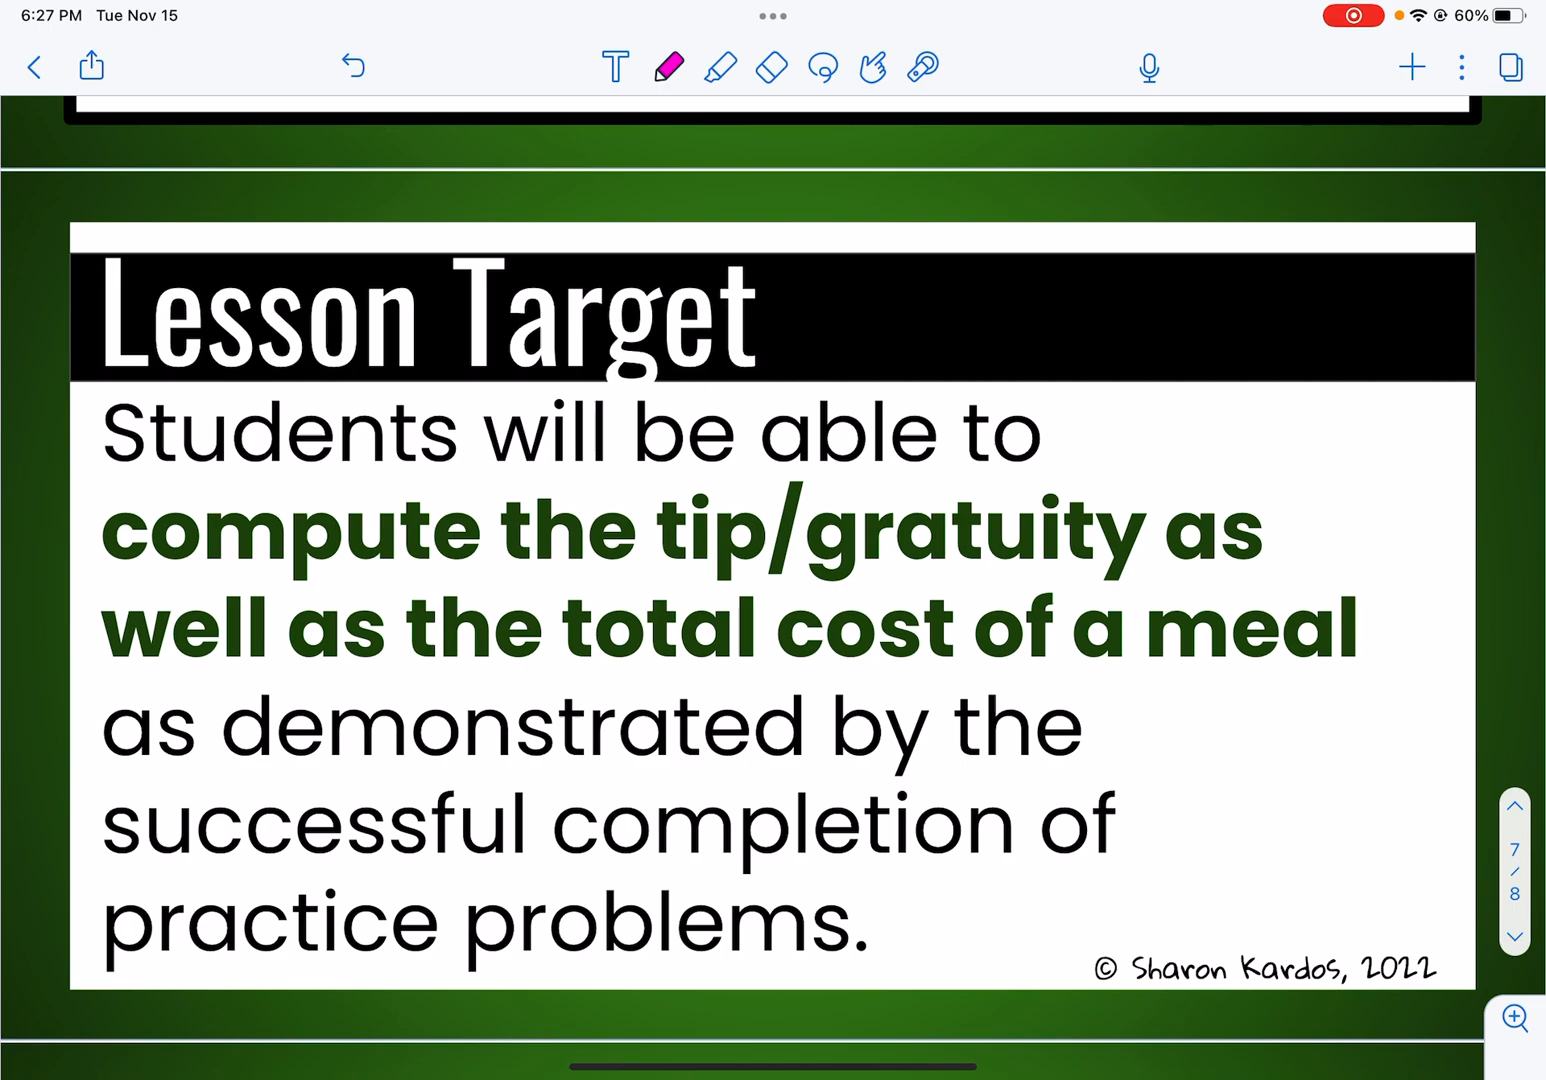 6:27 PM Tue Nov 15
60%
Lesson Target
Students will be able to
compute the tip/gratuity as
well as the total cost of a meal
as demonstrated by the
successful completion of
practice problems.
© Sharon Kardos, 2022
7
/
8